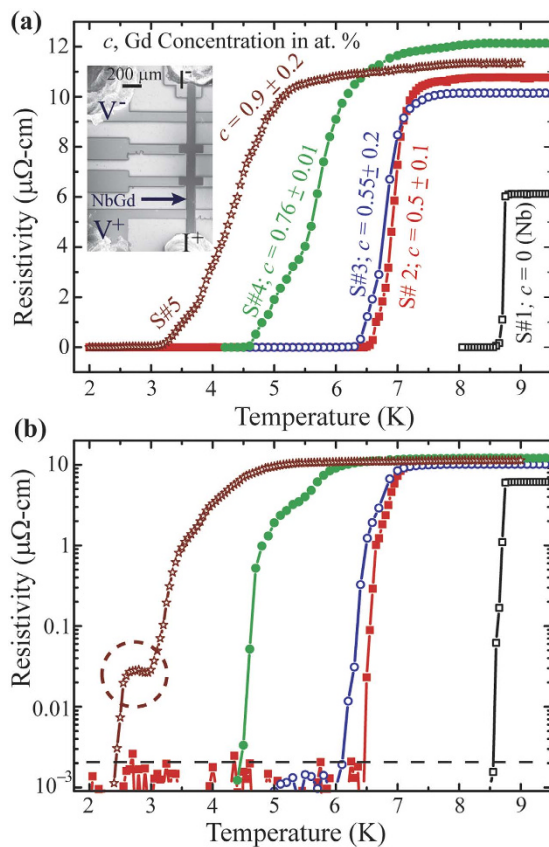 (a)
c, Gd Concentration in at. %
200 μm
I⁻
V⁻
NbGd
V⁺
I⁺
c = 0.9 ± 0.2
S#5
S#4; c = 0.76 ± 0.01
S#3; c = 0.55± 0.2
S# 2; c = 0.5 ± 0.1
S#1; c = 0 (Nb)
12
10
8
6
4
2
0
Resistivity (μΩ-cm)
2 3 4 5 6 7 8 9
Temperature (K)
(b)
10
1
0.1
0.01
10⁻³
Resistivity (μΩ-cm)
2 3 4 5 6 7 8 9
Temperature (K)